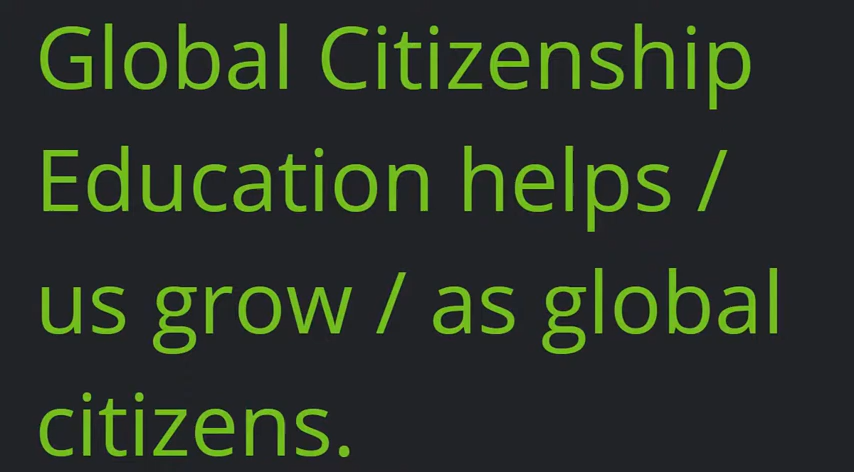 Global Citizenship
Education helps /
us grow / as global
citizens.